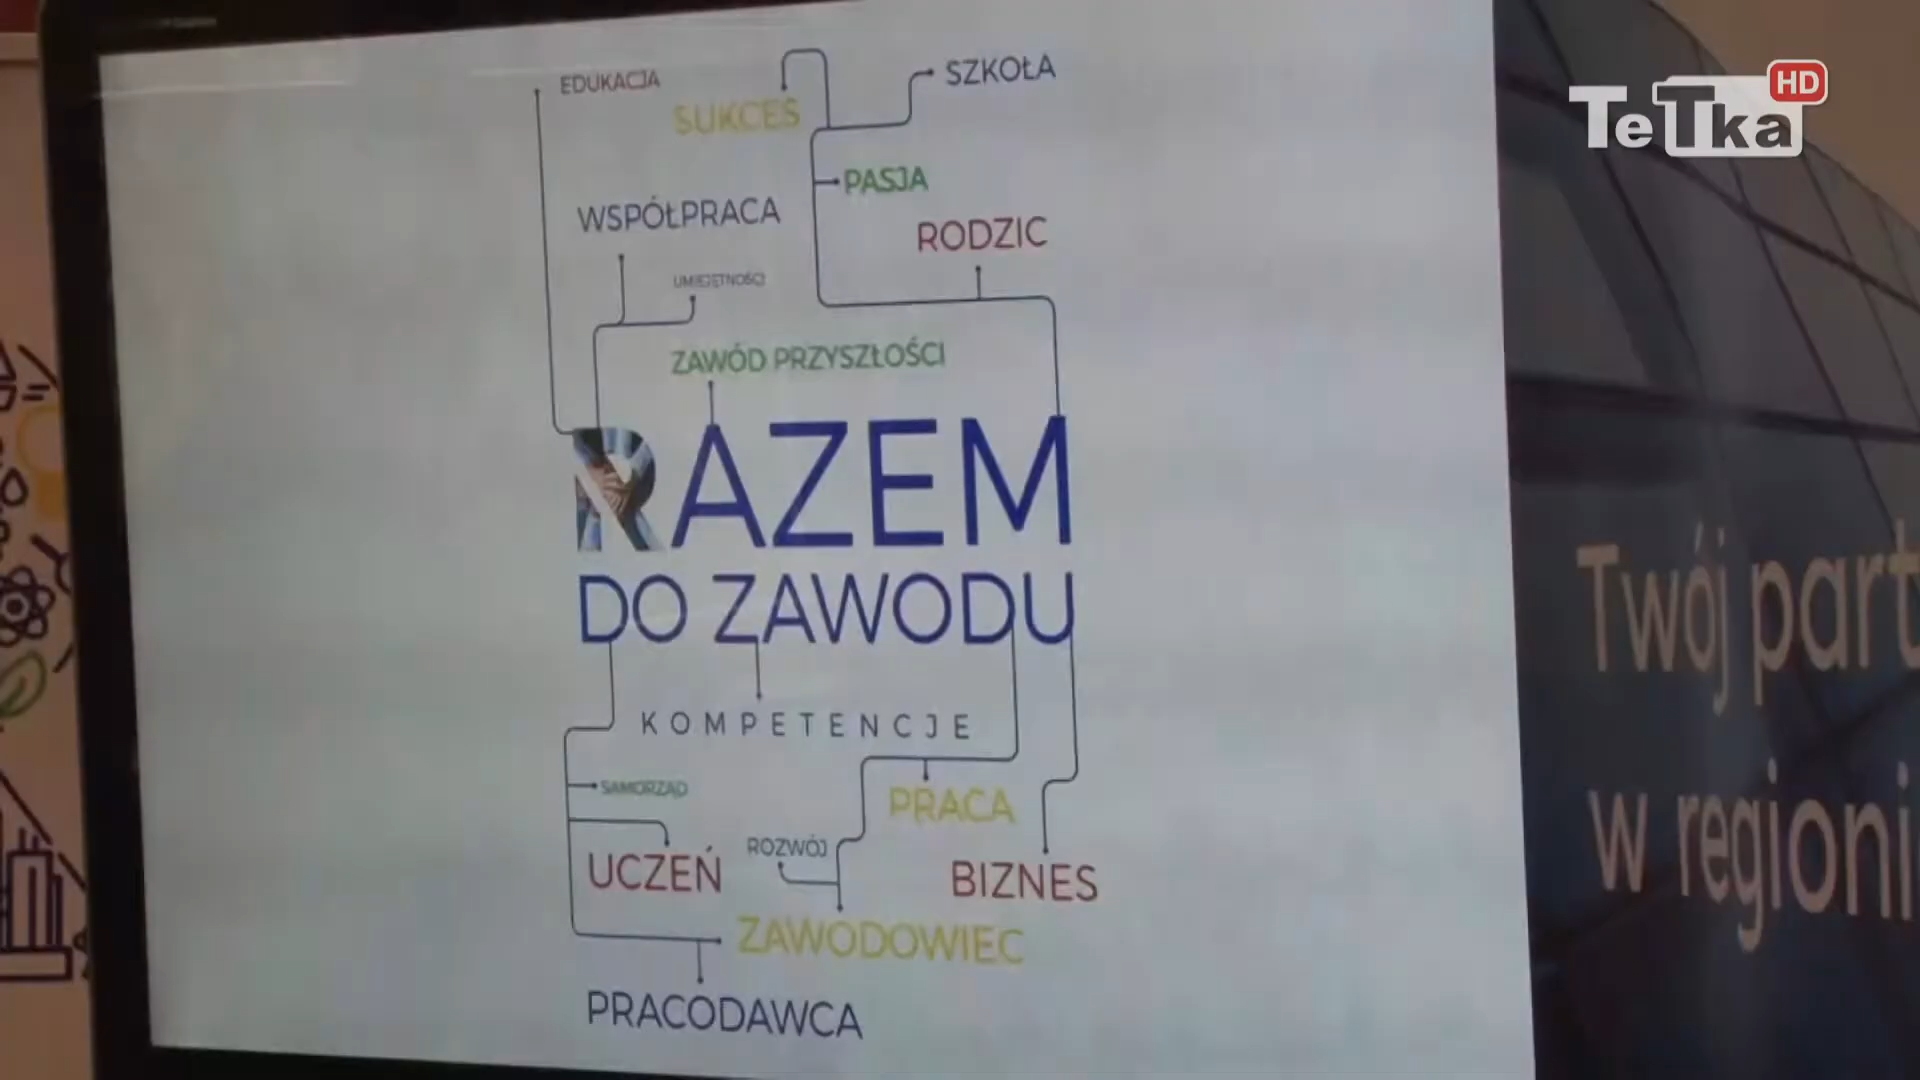 EDUKACJA
SUKCES
SZKOŁA
PASJA
WSPÓŁPRACA
RODZIC
UMIEJĘTNOŚCI
ZAWÓD PRZYSZŁOŚCI
RAZEM
DO ZAWODU
KOMPETENCJE
SAMORZĄD
PRACA
ROZWÓJ
UCZEŃ
BIZNES
ZAWODOWIEC
PRACODAWCA
TeTka HD
Twój part
w regioni